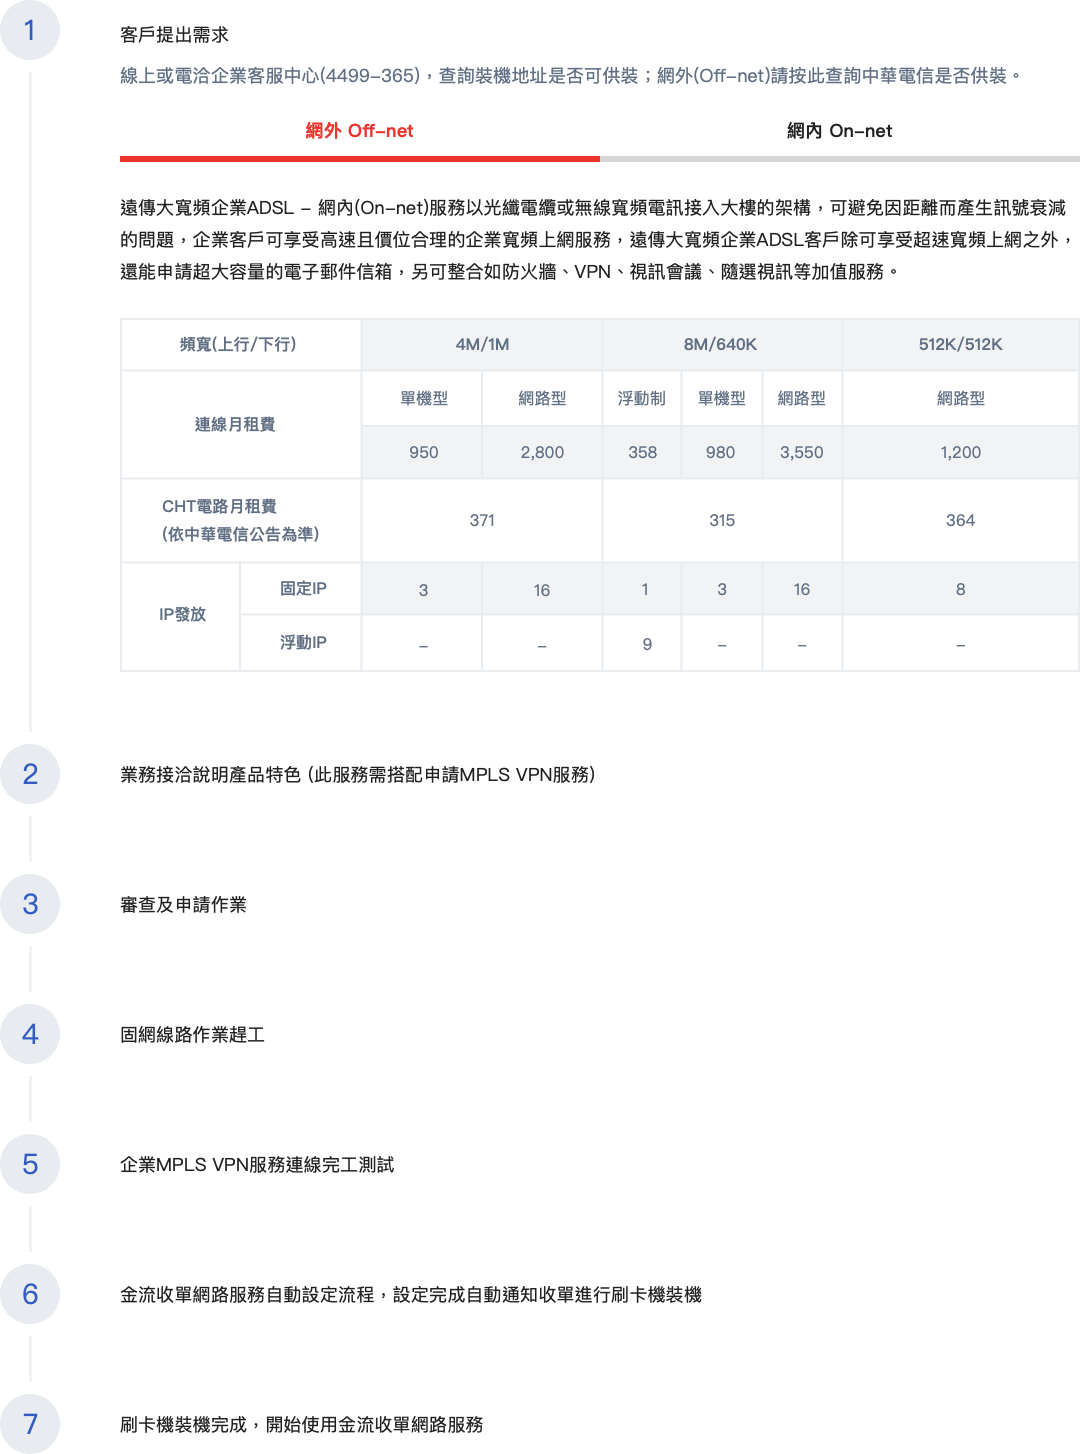 1
客戶提出需求
線上或電洽企業客服中心(4499-365)，查詢裝機地址是否可供裝；網外(Off-net)請按此查詢中華電信是否供裝。
網外 Off-net 網內 On-net
遠傳大寬頻企業ADSL - 網內(On-net)服務以光纖電纜或無線寬頻電訊接入大樓的架構，可避免因距離而產生訊號衰減
的問題，企業客戶可享受高速且價位合理的企業寬頻上網服務，遠傳大寬頻企業ADSL客戶除可享受超速寬頻上網之外，
還能申請超大容量的電子郵件信箱，另可整合如防火牆、VPN、視訊會議、隨選視訊等加值服務。
頻寬(上行/下行) 4M/1M 8M/640K 512K/512K
連線月租費 單機型 網路型 浮動制 單機型 網路型 網路型
950 2,800 358 980 3,550 1,200
CHT電路月租費
(依中華電信公告為準) 371 315 364
IP發放 固定IP 3 16 1 3 16 8
浮動IP - - 9 - - -
2
業務接洽說明產品特色 (此服務需搭配申請MPLS VPN服務)
3
審查及申請作業
4
固網線路作業趕工
5
企業MPLS VPN服務連線完工測試
6
金流收單網路服務自動設定流程，設定完成自動通知收單進行刷卡機裝機
7
刷卡機裝機完成，開始使用金流收單網路服務